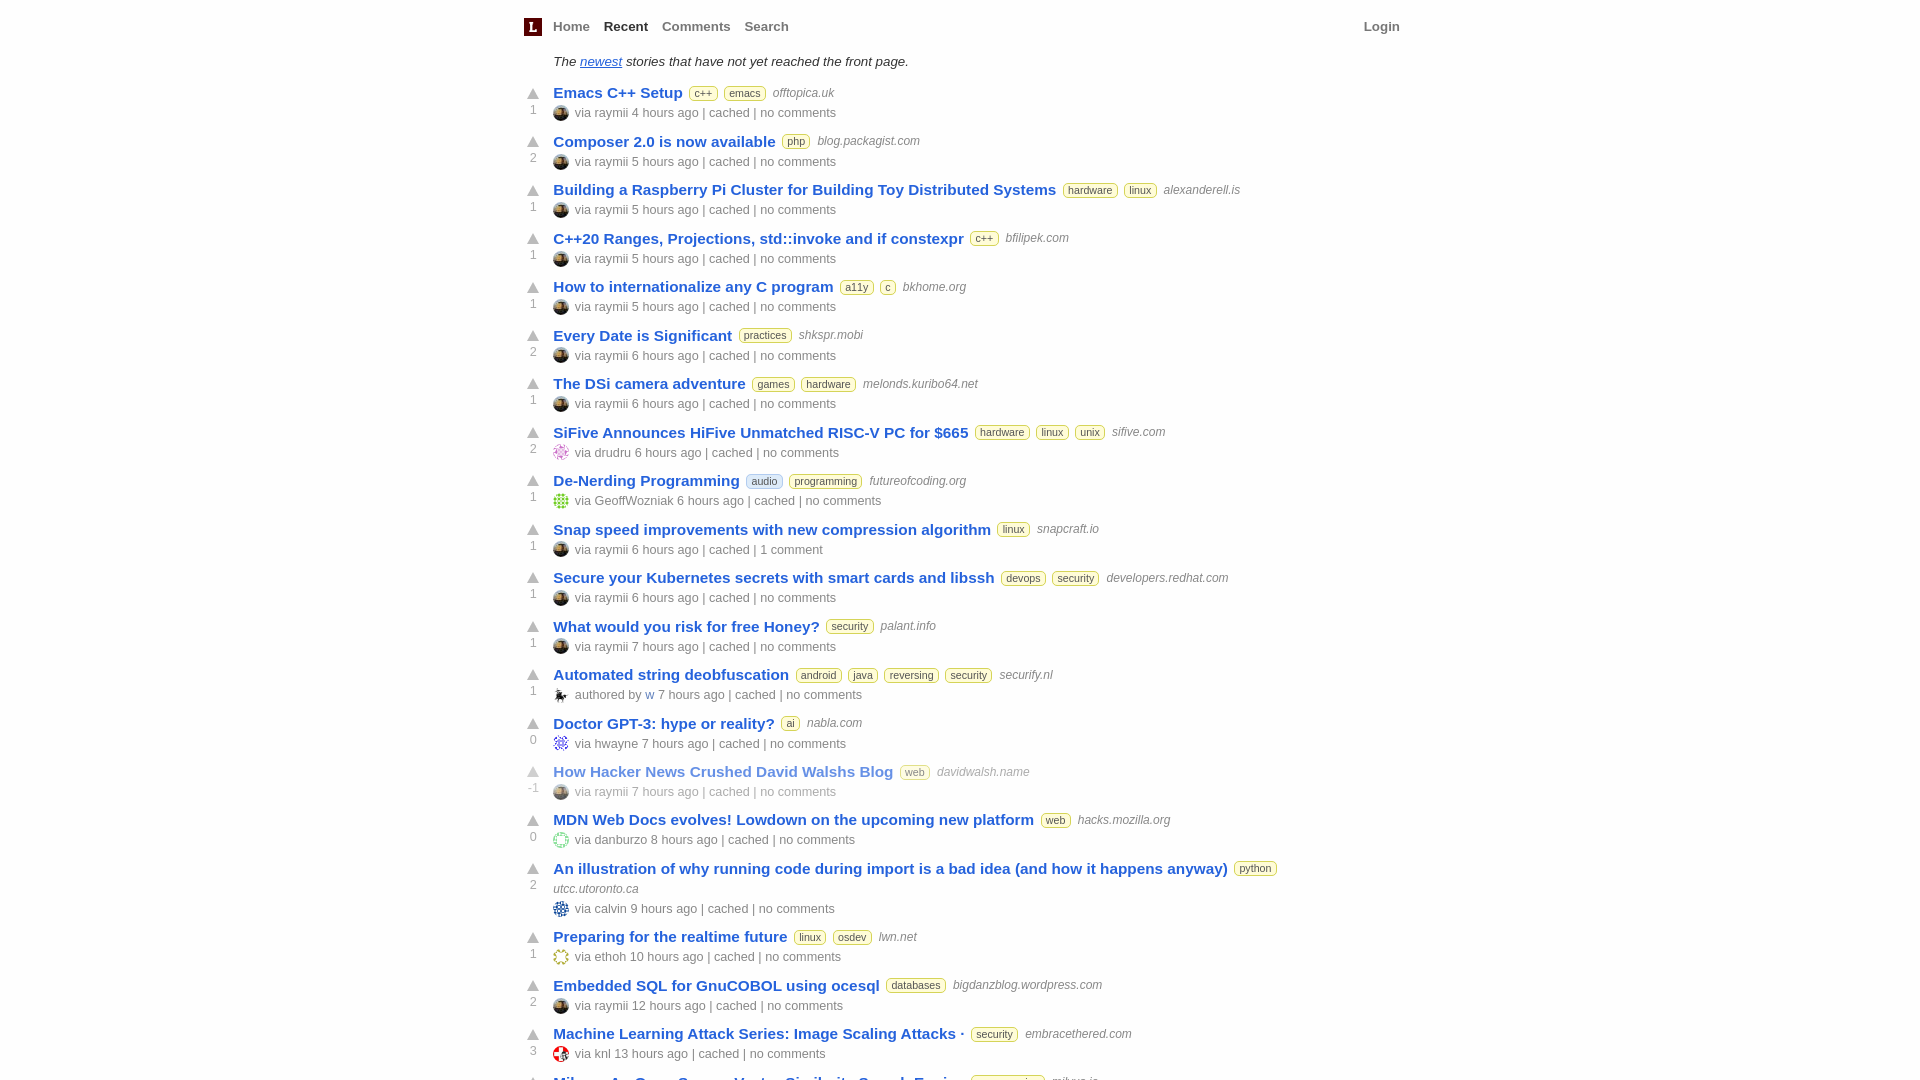 L Home Recent Comments Search Login
The newest stories that have not yet reached the front page.
Emacs C++ Setup c++ emacs offtopica.uk
1 via raymii 4 hours ago | cached | no comments
Composer 2.0 is now available php blog.packagist.com
2 via raymii 5 hours ago | cached | no comments
Building a Raspberry Pi Cluster for Building Toy Distributed Systems hardware linux alexanderell.is
1 via raymii 5 hours ago | cached | no comments
C++20 Ranges, Projections, std::invoke and if constexpr c++ bfilipek.com
1 via raymii 5 hours ago | cached | no comments
How to internationalize any C program a11y c bkhome.org
1 via raymii 5 hours ago | cached | no comments
Every Date is Significant practices shkspr.mobi
2 via raymii 6 hours ago | cached | no comments
The DSi camera adventure games hardware melonds.kuribo64.net
1 via raymii 6 hours ago | cached | no comments
SiFive Announces HiFive Unmatched RISC-V PC for $665 hardware linux unix sifive.com
2 via drudru 6 hours ago | cached | no comments
De-Nerding Programming audio programming futureofcoding.org
1 via GeoffWozniak 6 hours ago | cached | no comments
Snap speed improvements with new compression algorithm linux snapcraft.io
1 via raymii 6 hours ago | cached | 1 comment
Secure your Kubernetes secrets with smart cards and libssh devops security developers.redhat.com
1 via raymii 6 hours ago | cached | no comments
What would you risk for free Honey? security palant.info
1 via raymii 7 hours ago | cached | no comments
Automated string deobfuscation android java reversing security securify.nl
1 authored by w 7 hours ago | cached | no comments
Doctor GPT-3: hype or reality? ai nabla.com
0 via hwayne 7 hours ago | cached | no comments
How Hacker News Crushed David Walshs Blog web davidwalsh.name
-1 via raymii 7 hours ago | cached | no comments
MDN Web Docs evolves! Lowdown on the upcoming new platform web hacks.mozilla.org
0 via danburzo 8 hours ago | cached | no comments
An illustration of why running code during import is a bad idea (and how it happens anyway) python
2 utcc.utoronto.ca
via calvin 9 hours ago | cached | no comments
Preparing for the realtime future linux osdev lwn.net
1 via ethoh 10 hours ago | cached | no comments
Embedded SQL for GnuCOBOL using ocesql databases bigdanzblog.wordpress.com
2 via raymii 12 hours ago | cached | no comments
Machine Learning Attack Series: Image Scaling Attacks · security embracethered.com
3 via knl 13 hours ago | cached | no comments